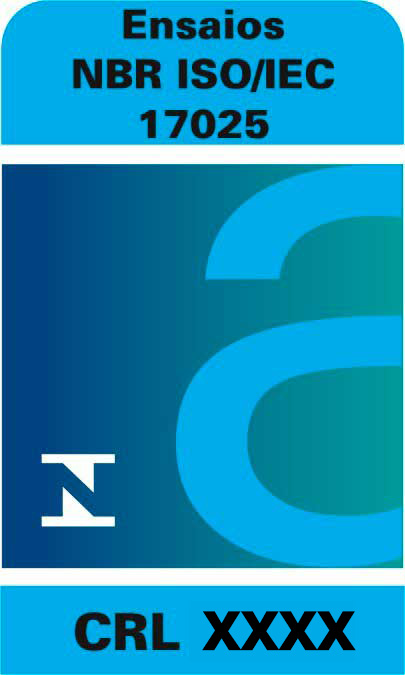 Ensaios
NBR ISO/IEC
17025
a
CRL XXXX